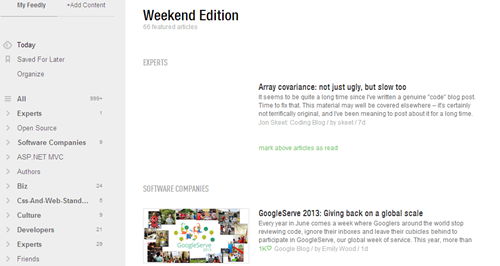 My Feedly
+Add Content
Today
Saved For Later
Organize
All 999+
Experts 1
Open Source
Software Companies 9
ASP.NET MVC
Authors
Biz 24
Css-And-Web-Stand... 5
Culture 9
Developers 21
Experts 29
Friends
Weekend Edition
66 featured articles
EXPERTS
Array covariance: not just ugly, but slow too
It seems to be quite a long time since I've written a genuine "code" blog post.
Time to fix that. This material may well be covered elsewhere – it's certainly
not terrifically original, and I've been meaning to post about it for a long time.
Jon Skeet: Coding Blog / by skeet / 7d
mark above articles as read
SOFTWARE COMPANIES
GoogleServe 2013: Giving back on a global scale
Every year in June comes a week where Googlers around the world stop
reviewing code, ignore their inboxes and leave their cubicles behind to
participate in GoogleServe, our global week of service. This year, more than
1K Google Blog / by Emily Wood / 1d
GoogleServe